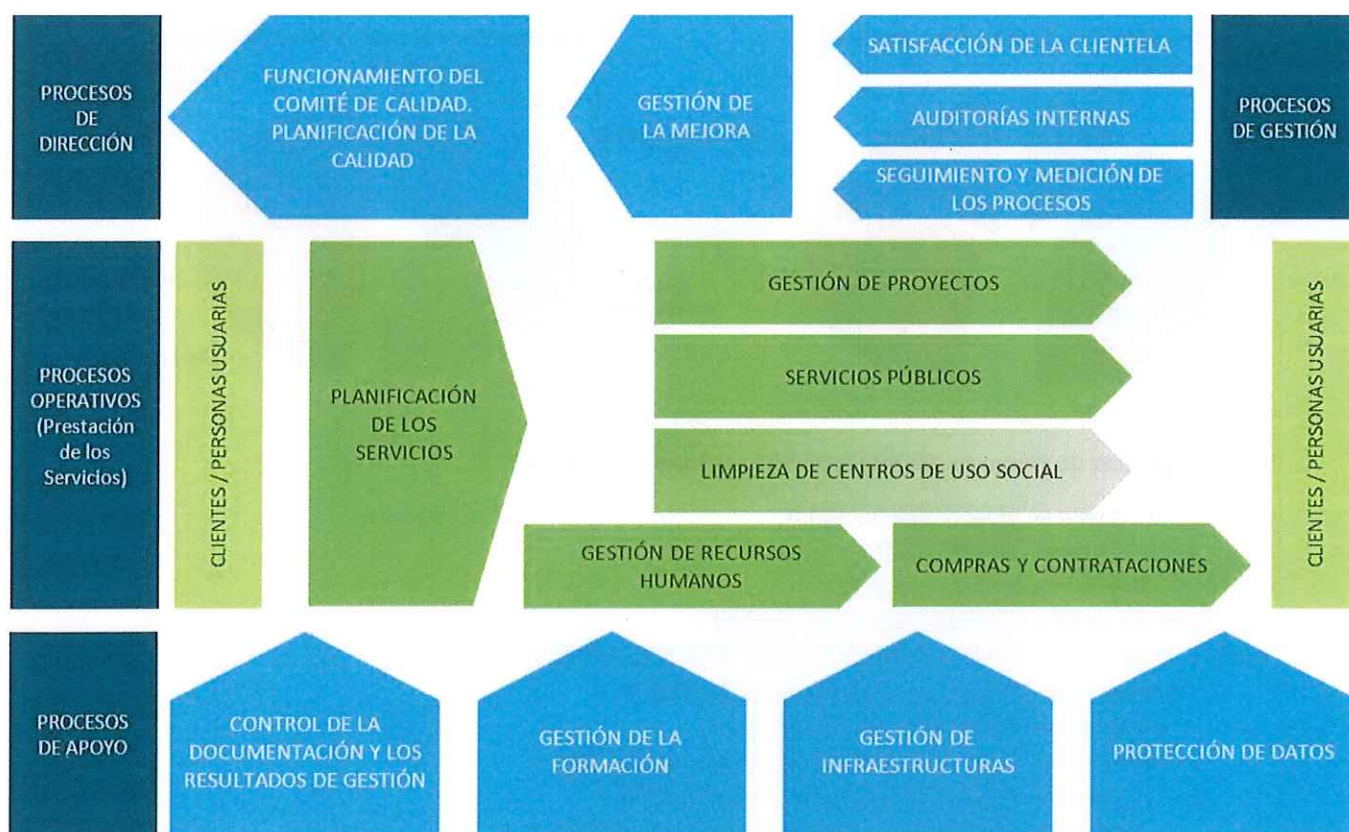 PROCESOS
DE
DIRECCIÓN
FUNCIONAMIENTO DEL
COMITÉ DE CALIDAD.
PLANIFICACIÓN DE LA
CALIDAD
GESTIÓN DE
LA MEJORA
SATISFACCIÓN DE LA CLIENTELA
AUDITORÍAS INTERNAS
SEGUIMIENTO Y MEDICIÓN DE
LOS PROCESOS
PROCESOS
DE GESTIÓN
PROCESOS
OPERATIVOS
(Prestación
de los
Servicios)
CLIENTES / PERSONAS USUARIAS
PLANIFICACIÓN
DE LOS
SERVICIOS
GESTIÓN DE PROYECTOS
SERVICIOS PÚBLICOS
LIMPIEZA DE CENTROS DE USO SOCIAL
GESTIÓN DE RECURSOS
HUMANOS
COMPRAS Y CONTRATACIONES
CLIENTES / PERSONAS USUARIAS
PROCESOS
DE APOYO
CONTROL DE LA
DOCUMENTACIÓN Y LOS
RESULTADOS DE GESTIÓN
GESTIÓN DE LA
FORMACIÓN
GESTIÓN DE
INFRAESTRUCTURAS
PROTECCIÓN DE DATOS